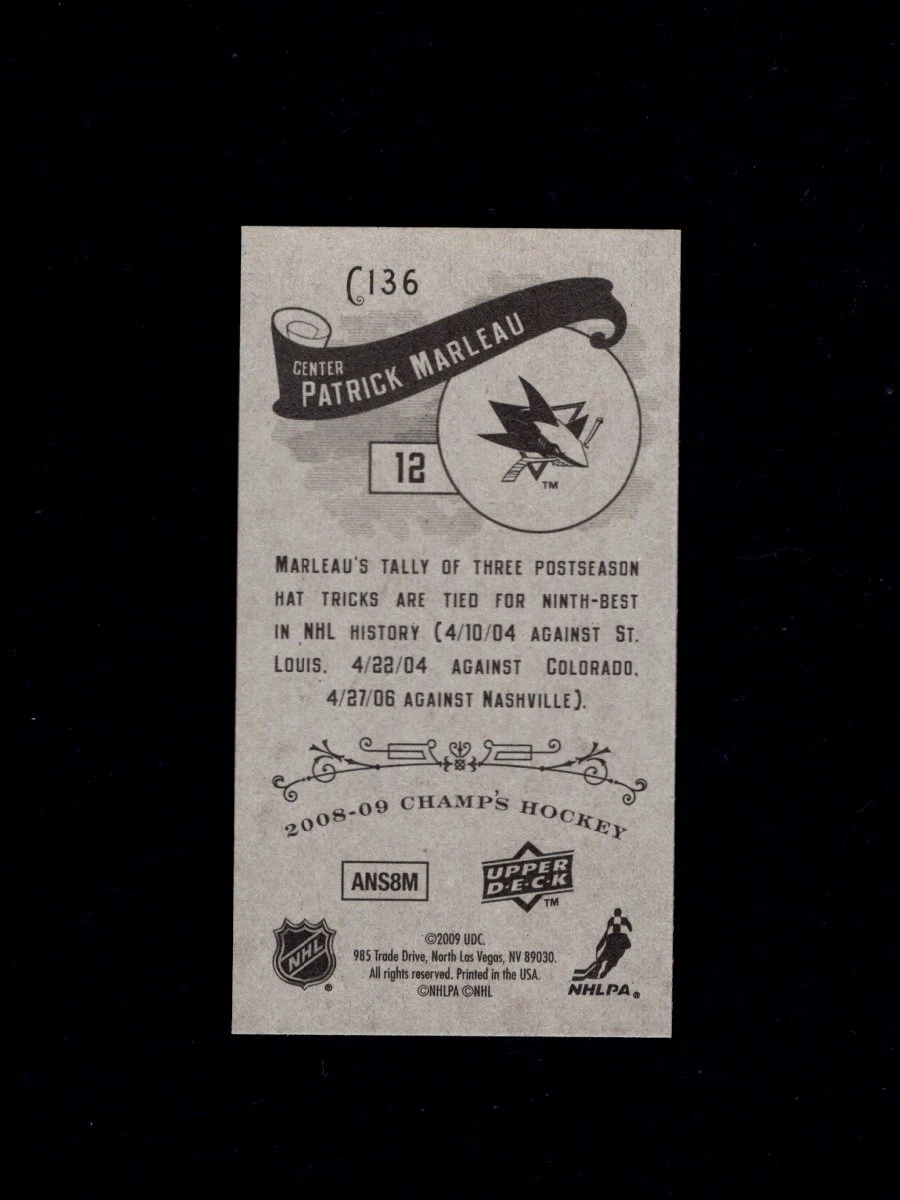 C136
CENTER
PATRICK MARLEAU
12
TM
MARLEAU'S TALLY OF THREE POSTSEASON
HAT TRICKS ARE TIED FOR NINTH-BEST
IN NHL HISTORY (4/10/04 AGAINST ST.
LOUIS, 4/22/04 AGAINST COLORADO,
4/27/06 AGAINST NASHVILLE).
2008-09 CHAMP'S HOCKEY
ANS8M
UPPER
D·E·C·K
TM
NHL
®
©2009 UDC.
985 Trade Drive, North Las Vegas, NV 89030.
All rights reserved. Printed in the USA.
©NHLPA ©NHL
NHLPA®